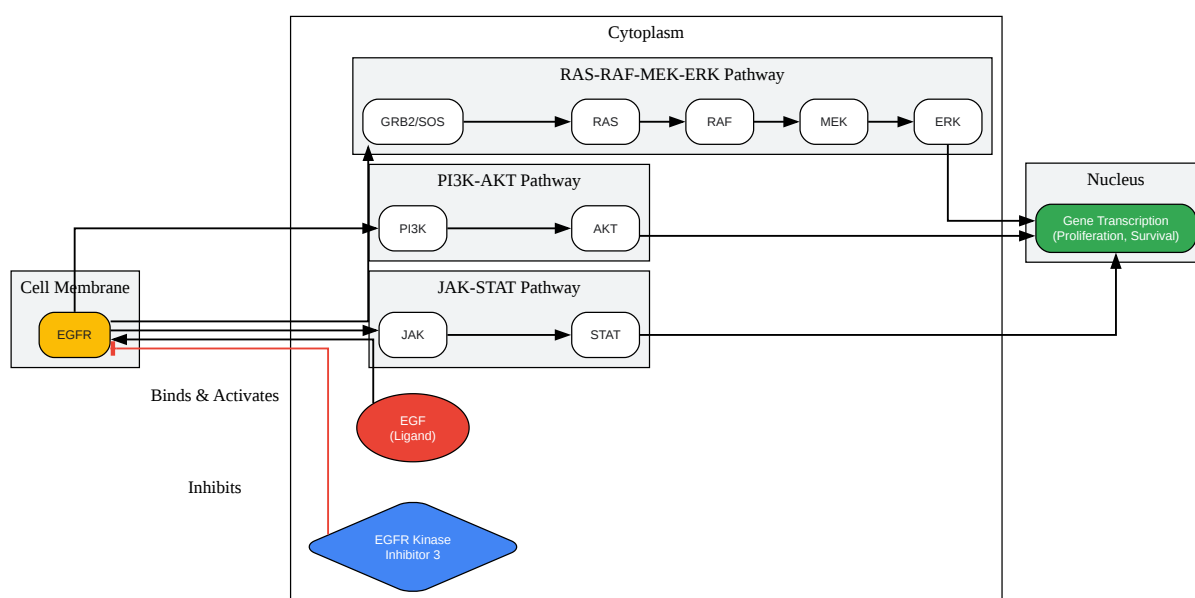 Cytoplasm
RAS-RAF-MEK-ERK Pathway
GRB2/SOS
RAS
RAF
MEK
ERK
PI3K-AKT Pathway
PI3K
AKT
Nucleus
Gene Transcription
(Proliferation, Survival)
Cell Membrane
EGFR
JAK-STAT Pathway
JAK
STAT
Binds & Activates
EGF
(Ligand)
Inhibits
EGFR Kinase
Inhibitor 3